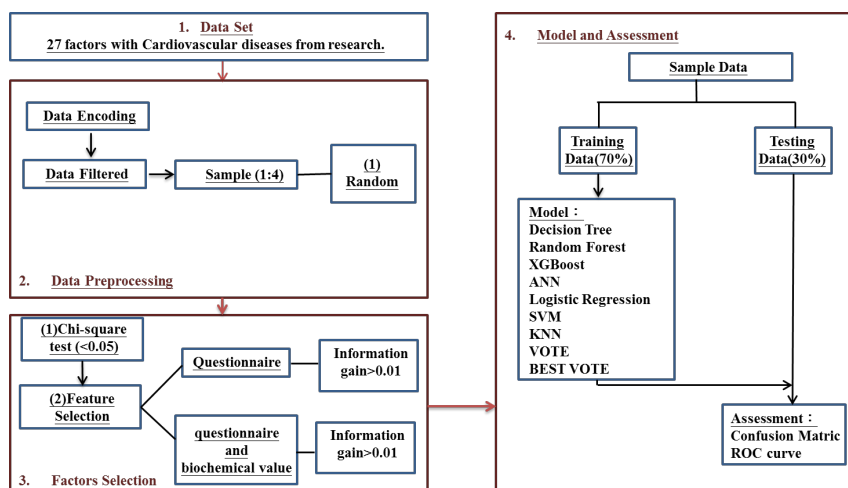 1. Data Set
27 factors with Cardiovascular diseases from research.
Data Encoding
Data Filtered
Sample (1:4)
(1)
Random
2. Data Preprocessing
(1)Chi-square
test (<0.05)
(2)Feature
Selection
Questionnaire
Information
gain>0.01
questionnaire
and
biochemical value
Information
gain>0.01
3. Factors Selection
4. Model and Assessment
Sample Data
Training
Data(70%)
Testing
Data(30%)
Model：
Decision Tree
Random Forest
XGBoost
ANN
Logistic Regression
SVM
KNN
VOTE
BEST VOTE
Assessment：
Confusion Matric
ROC curve